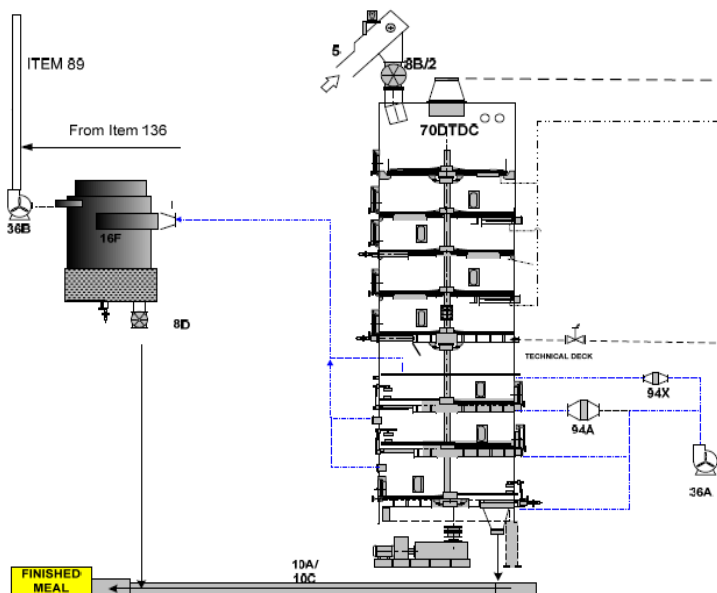 5
8B/2
ITEM 89
70DTDC
From Item 136
36B
16F
8D
TECHNICAL DECK
94X
94A
36A
10A/
10C
FINISHED
MEAL